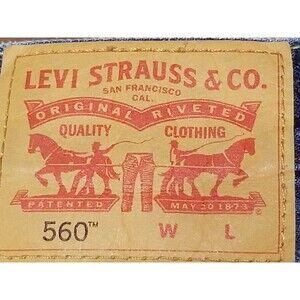 LEVI STRAUSS & CO.
SAN FRANCISCO
CAL.
ORIGINAL RIVETED
QUALITY CLOTHING
PATENTED MAY 20 1873 ®
560™ W L